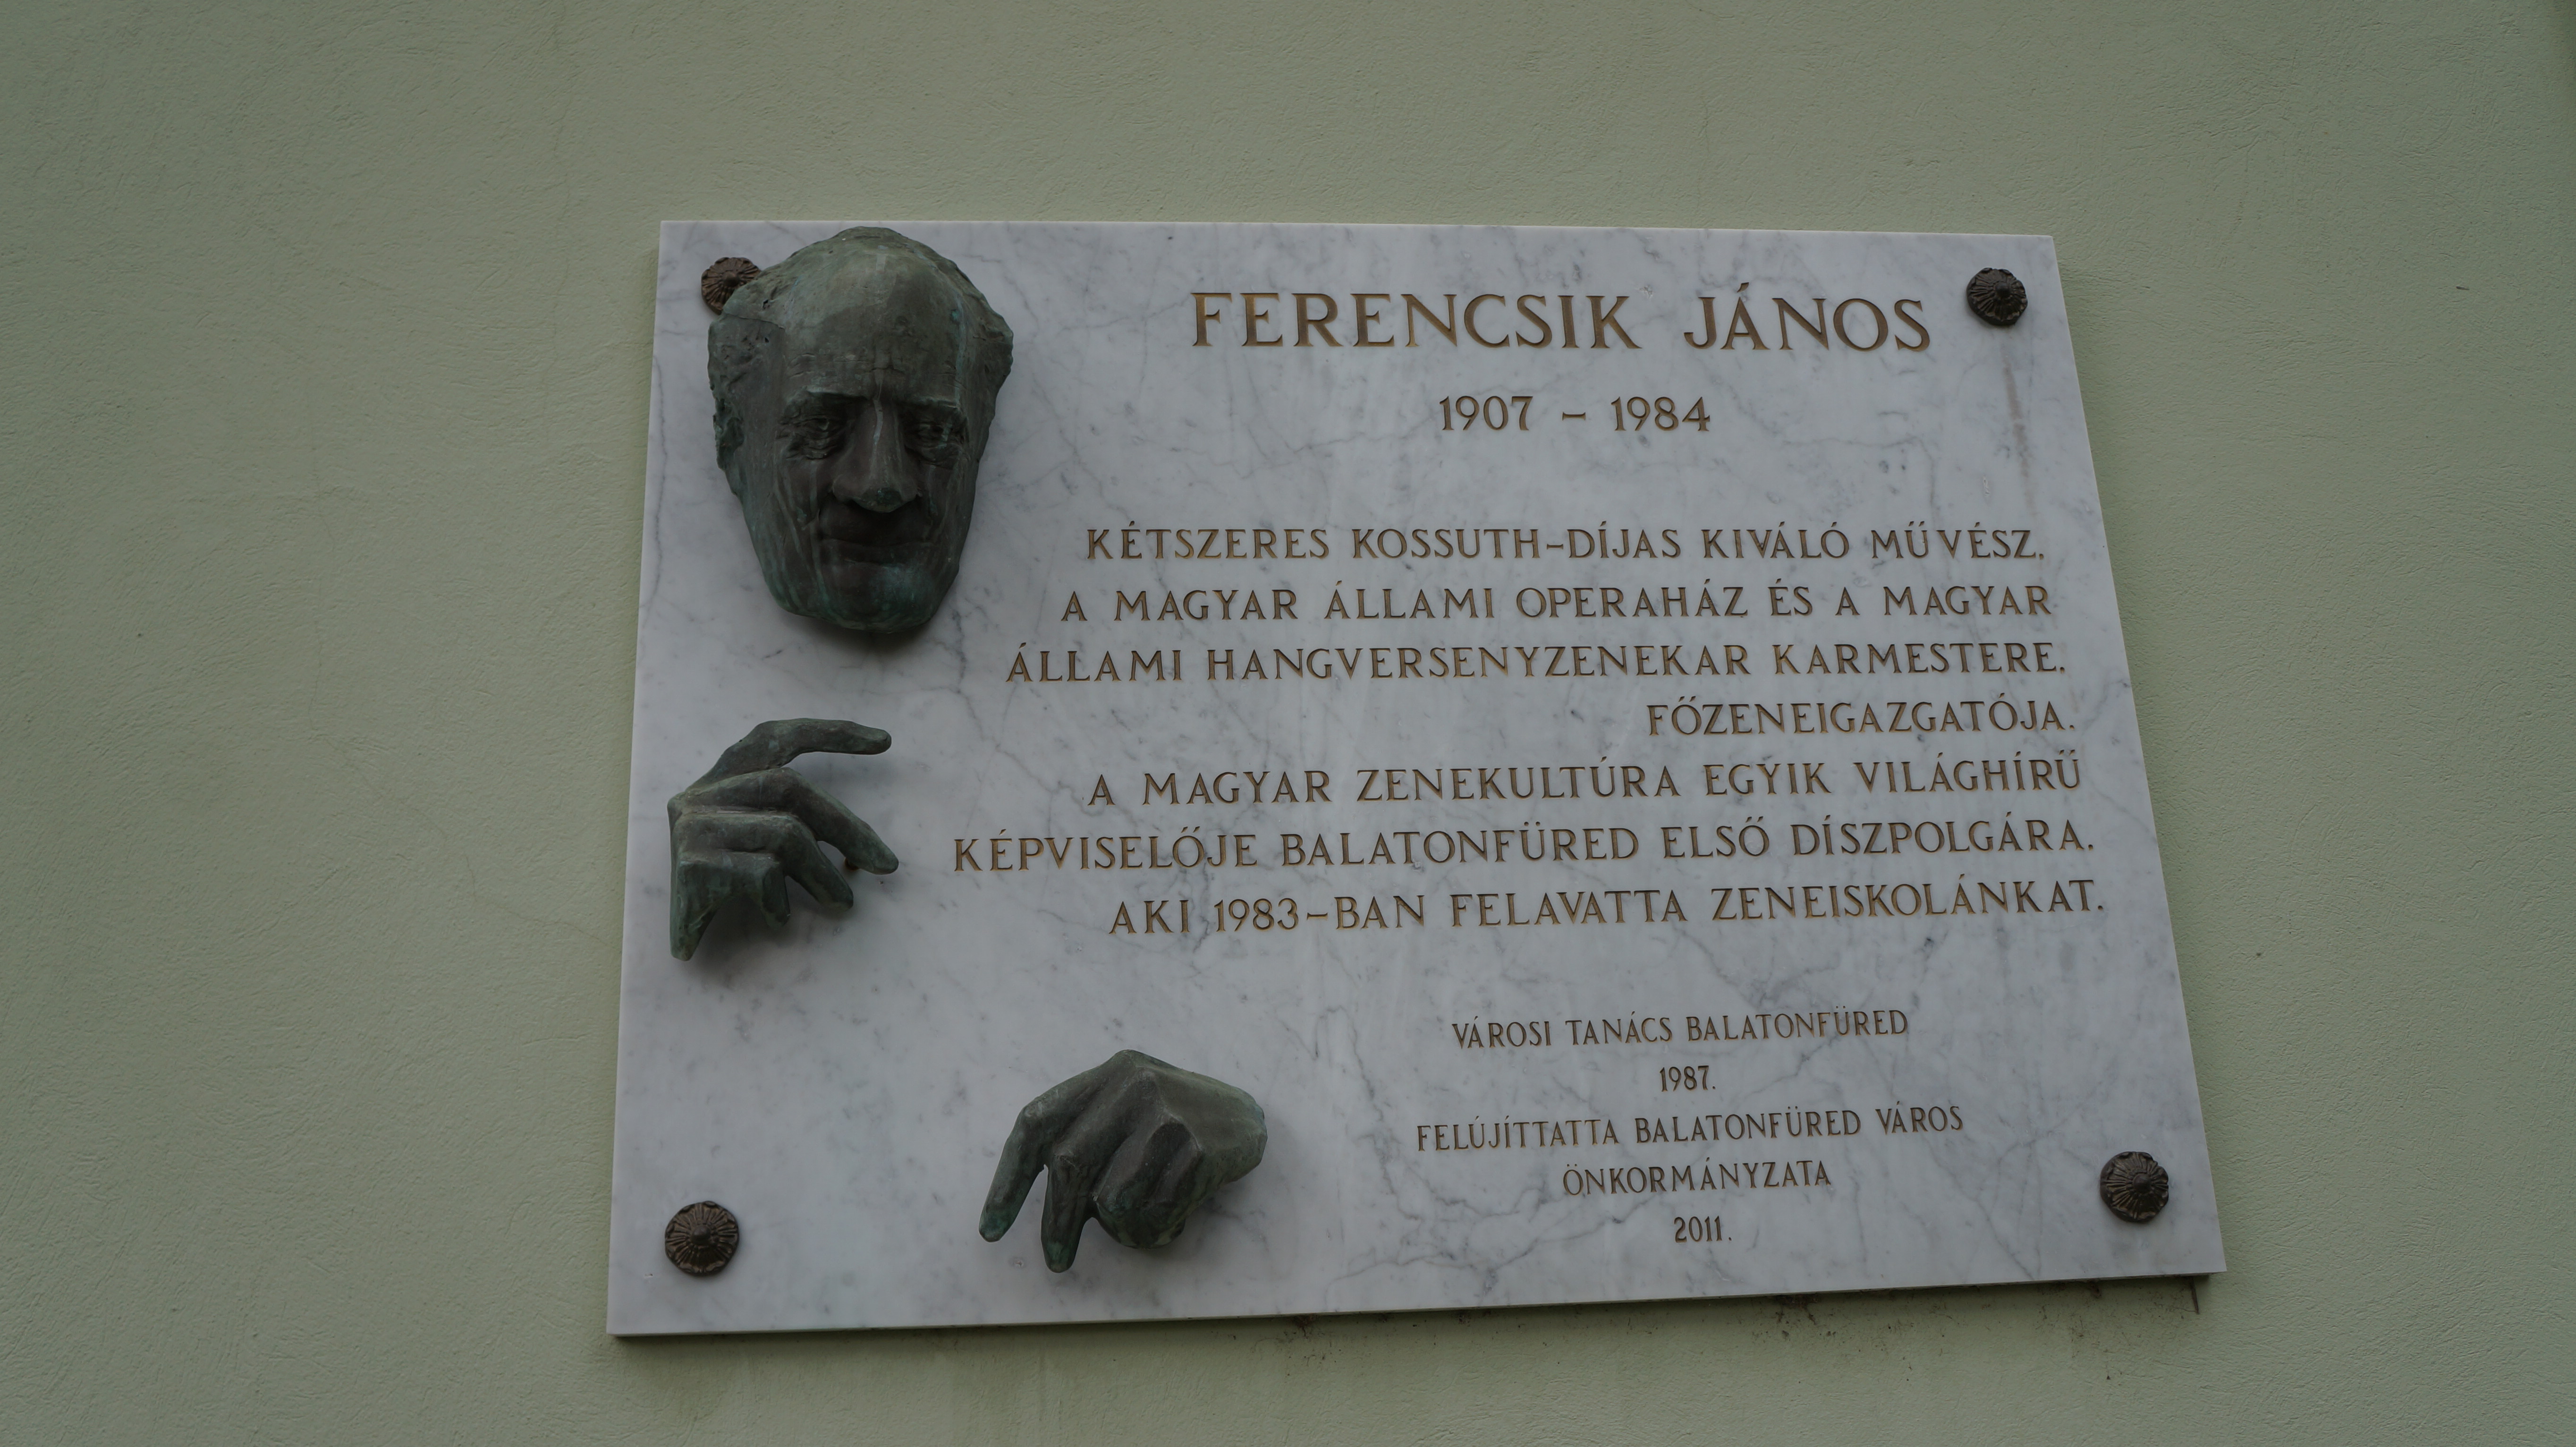 FERENCSIK JÁNOS
1907 – 1984
KÉTSZERES KOSSUTH-DÍJAS KIVÁLÓ MŰVÉSZ,
A MAGYAR ÁLLAMI OPERAHÁZ ÉS A MAGYAR
ÁLLAMI HANGVERSENYZENEKAR KARMESTERE,
FŐZENEIGAZGATÓJA.
A MAGYAR ZENEKULTÚRA EGYIK VILÁGHÍRŰ
KÉPVISELŐJE BALATONFÜRED ELSŐ DÍSZPOLGÁRA,
AKI 1983-BAN FELAVATTA ZENEISKOLÁNKAT.
VÁROSI TANÁCS BALATONFÜRED
1987.
FELÚJÍTTATTA BALATONFÜRED VÁROS
ÖNKORMÁNYZATA
2011.